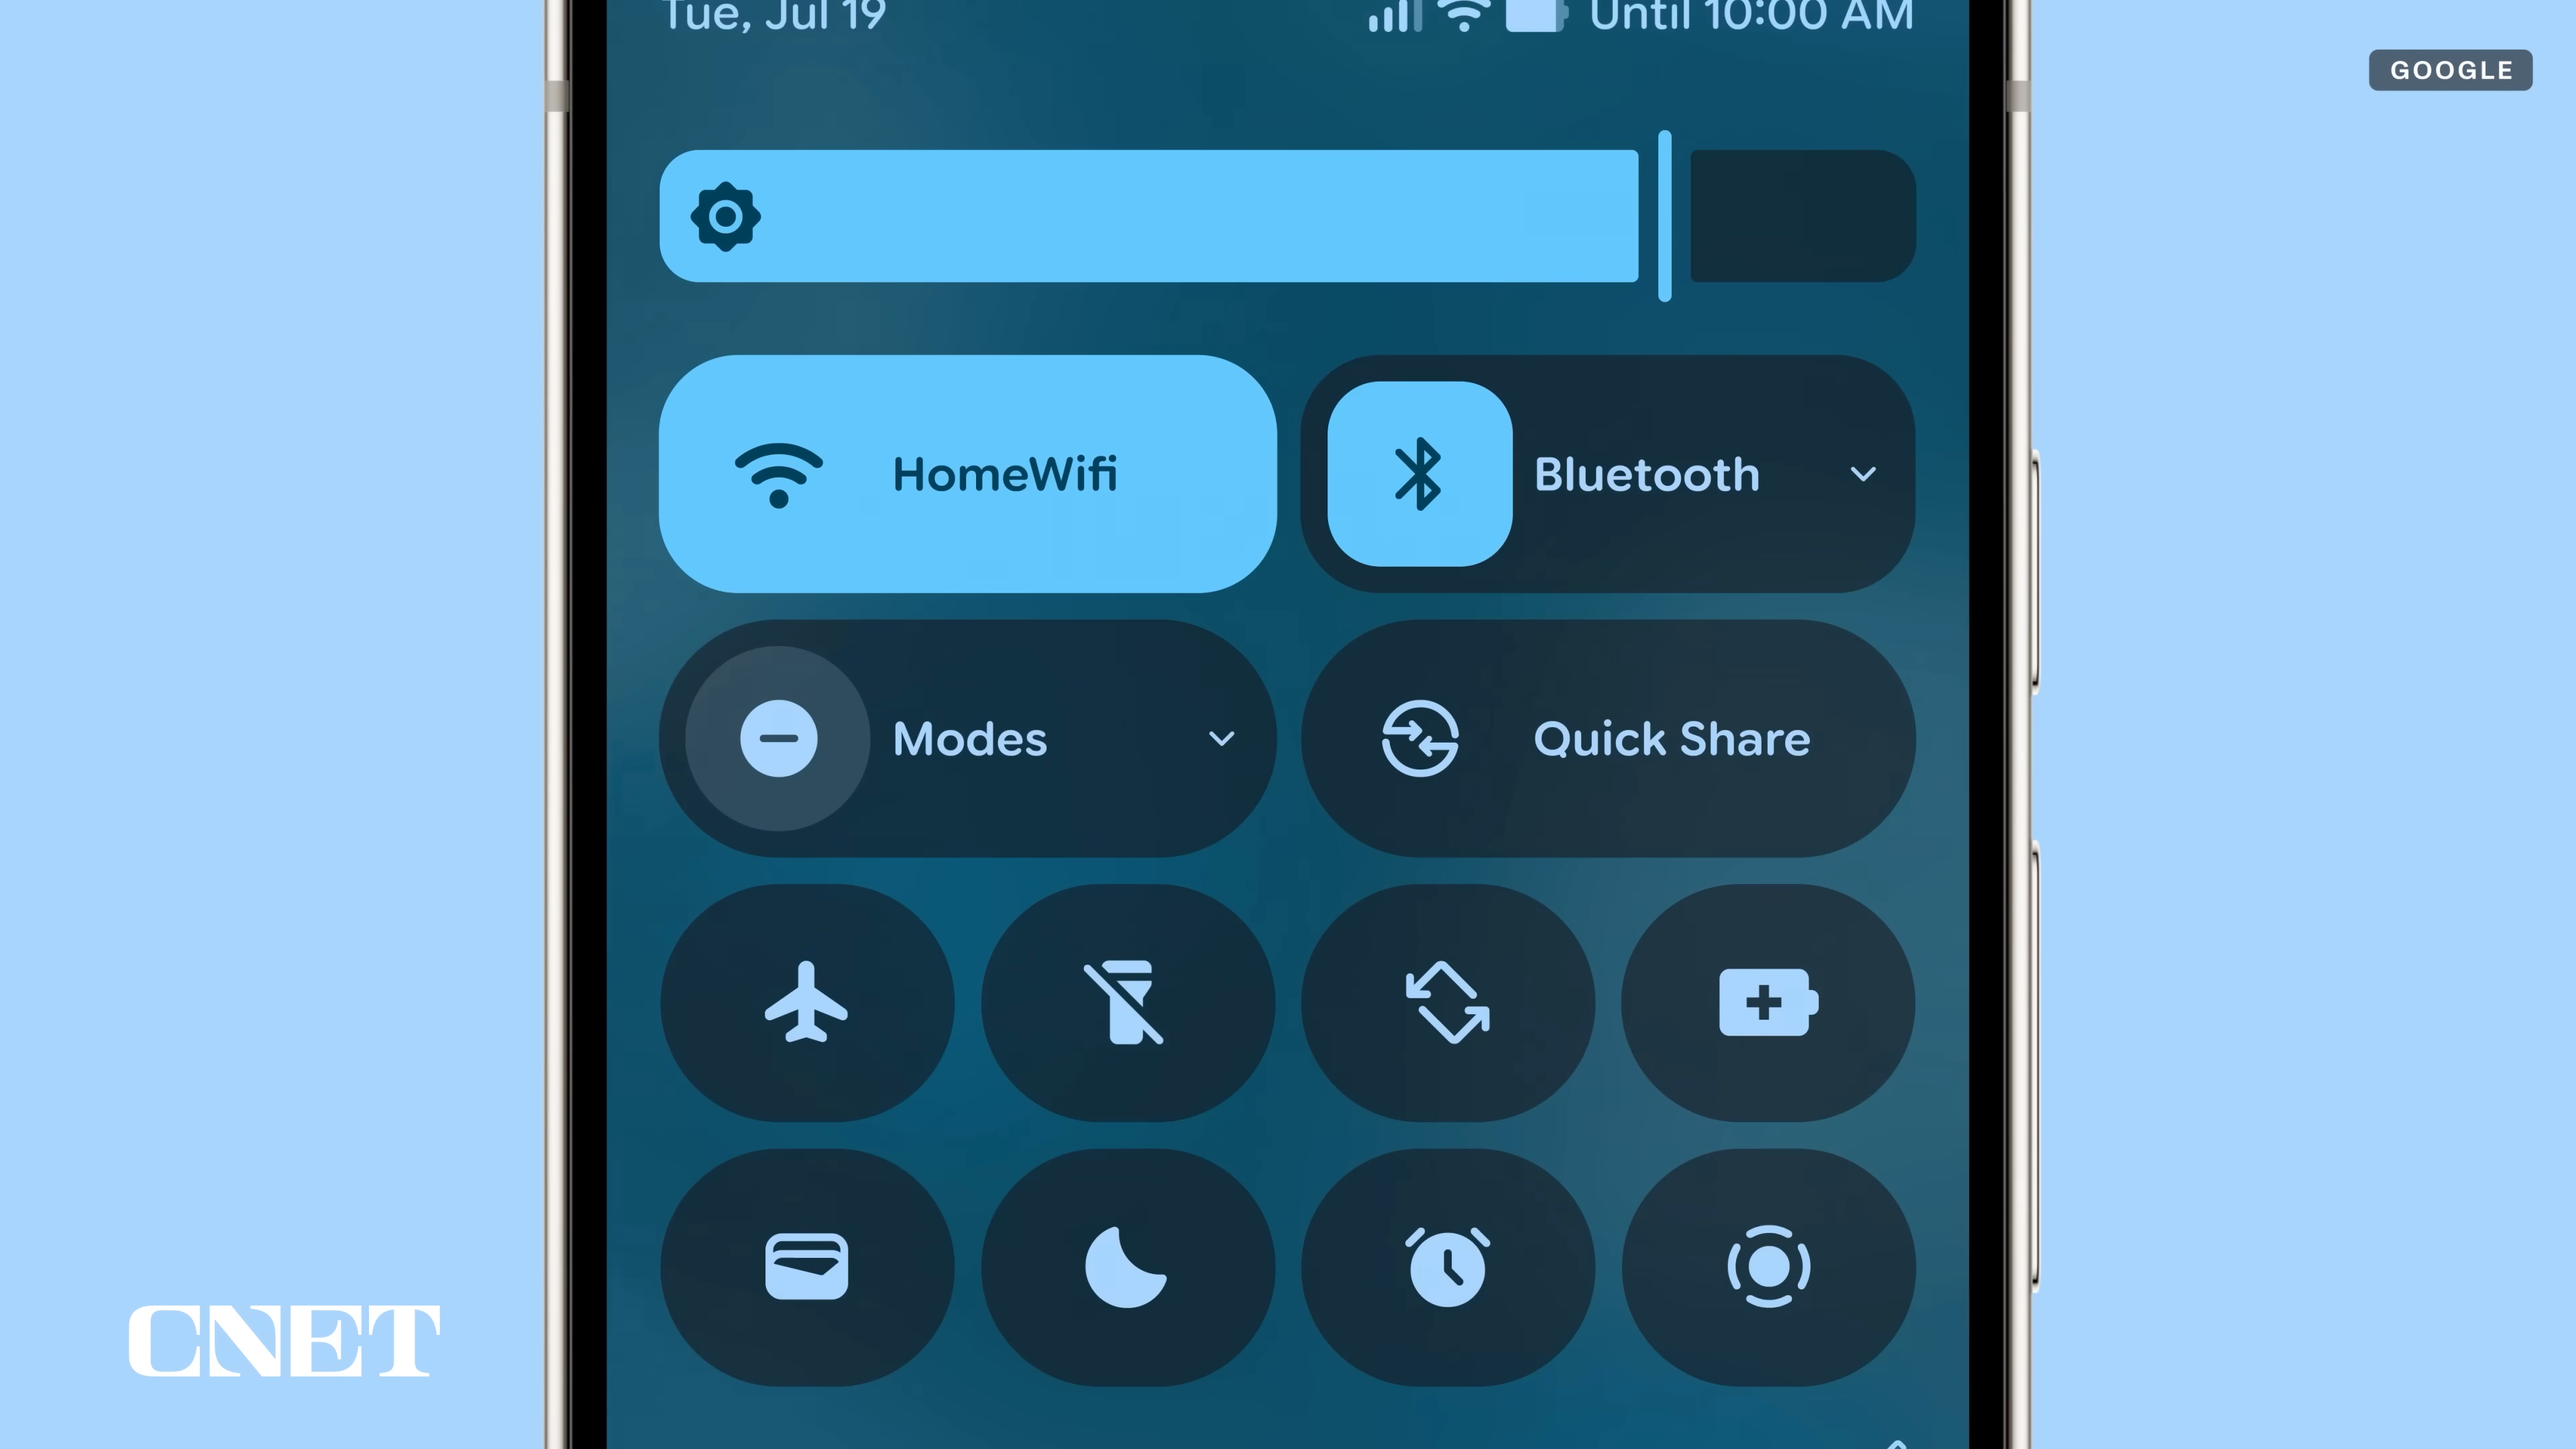 Tue, Jul 19
Until 10:00 AM
GOOGLE
HomeWifi
Bluetooth
Modes
Quick Share
CNET